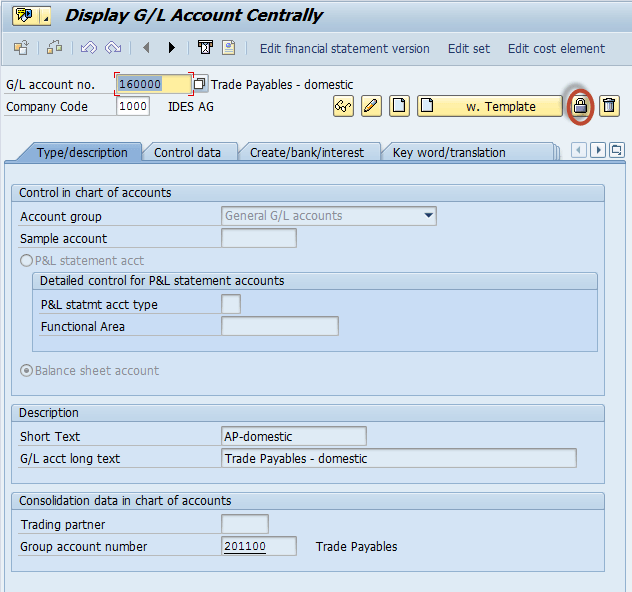 Display G/L Account Centrally
Edit financial statement version Edit set Edit cost element
G/L account no. 160000 Trade Payables - domestic
Company Code 1000 IDES AG w. Template
Type/description Control data Create/bank/interest Key word/translation
Control in chart of accounts
Account group General G/L accounts
Sample account
P&L statement acct
Detailed control for P&L statement accounts
P&L statmt acct type
Functional Area
Balance sheet account
Description
Short Text AP-domestic
G/L acct long text Trade Payables - domestic
Consolidation data in chart of accounts
Trading partner
Group account number 201100 Trade Payables